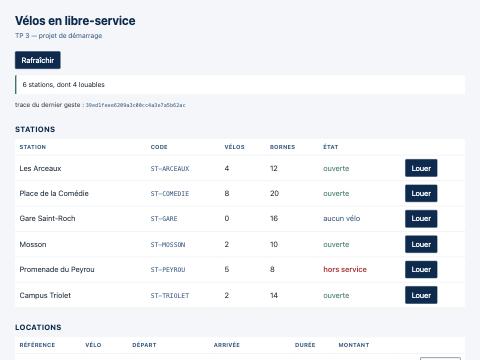 Vélos en libre-service
TP 3 — projet de démarrage
Rafraîchir
6 stations, dont 4 louables
trace du dernier geste :
STATIONS
STATION CODE VÉLOS BORNES ÉTAT
Les Arceaux ST-ARCEAUX 4 12 ouverte Louer
Place de la Comédie ST-COMEDIE 8 20 ouverte Louer
Gare Saint-Roch ST-GARE 0 16 aucun vélo Louer
Mosson ST-MOSSON 2 10 ouverte Louer
Promenade du Peyrou ST-PEYROU 5 8 hors service Louer
Campus Triolet ST-TRIOLET 2 14 ouverte Louer
LOCATIONS
RÉFÉRENCE VÉLO DÉPART ARRIVÉE DURÉE MONTANT